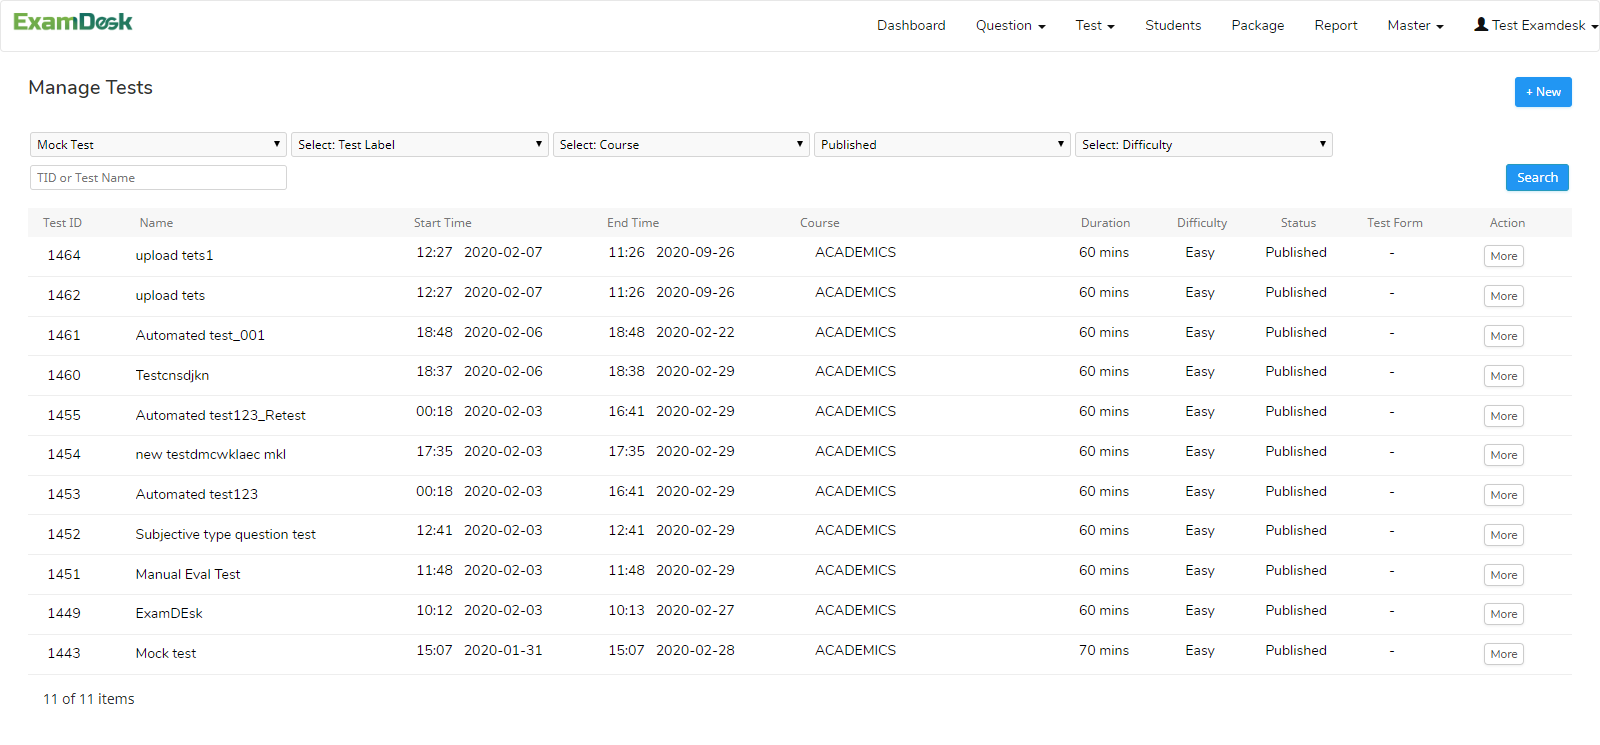 ExamDesk Dashboard Question Test Students Package Report Master Test Examdesk
Manage Tests
+ New
Mock Test Select: Test Label Select: Course Published Select: Difficulty
TID or Test Name Search
Test ID Name Start Time End Time Course Duration Difficulty Status Test Form Action
1464 upload tets1 12:27 2020-02-07 11:26 2020-09-26 ACADEMICS 60 mins Easy Published - More
1462 upload tets 12:27 2020-02-07 11:26 2020-09-26 ACADEMICS 60 mins Easy Published - More
1461 Automated test_001 18:48 2020-02-06 18:48 2020-02-22 ACADEMICS 60 mins Easy Published - More
1460 Testcnsdjkn 18:37 2020-02-06 18:38 2020-02-29 ACADEMICS 60 mins Easy Published - More
1455 Automated test123_Retest 00:18 2020-02-03 16:41 2020-02-29 ACADEMICS 60 mins Easy Published - More
1454 new testdmcwklaec mkl 17:35 2020-02-03 17:35 2020-02-29 ACADEMICS 60 mins Easy Published - More
1453 Automated test123 00:18 2020-02-03 16:41 2020-02-29 ACADEMICS 60 mins Easy Published - More
1452 Subjective type question test 12:41 2020-02-03 12:41 2020-02-29 ACADEMICS 60 mins Easy Published - More
1451 Manual Eval Test 11:48 2020-02-03 11:48 2020-02-29 ACADEMICS 60 mins Easy Published - More
1449 ExamDEsk 10:12 2020-02-03 10:13 2020-02-27 ACADEMICS 60 mins Easy Published - More
1443 Mock test 15:07 2020-01-31 15:07 2020-02-28 ACADEMICS 70 mins Easy Published - More
11 of 11 items